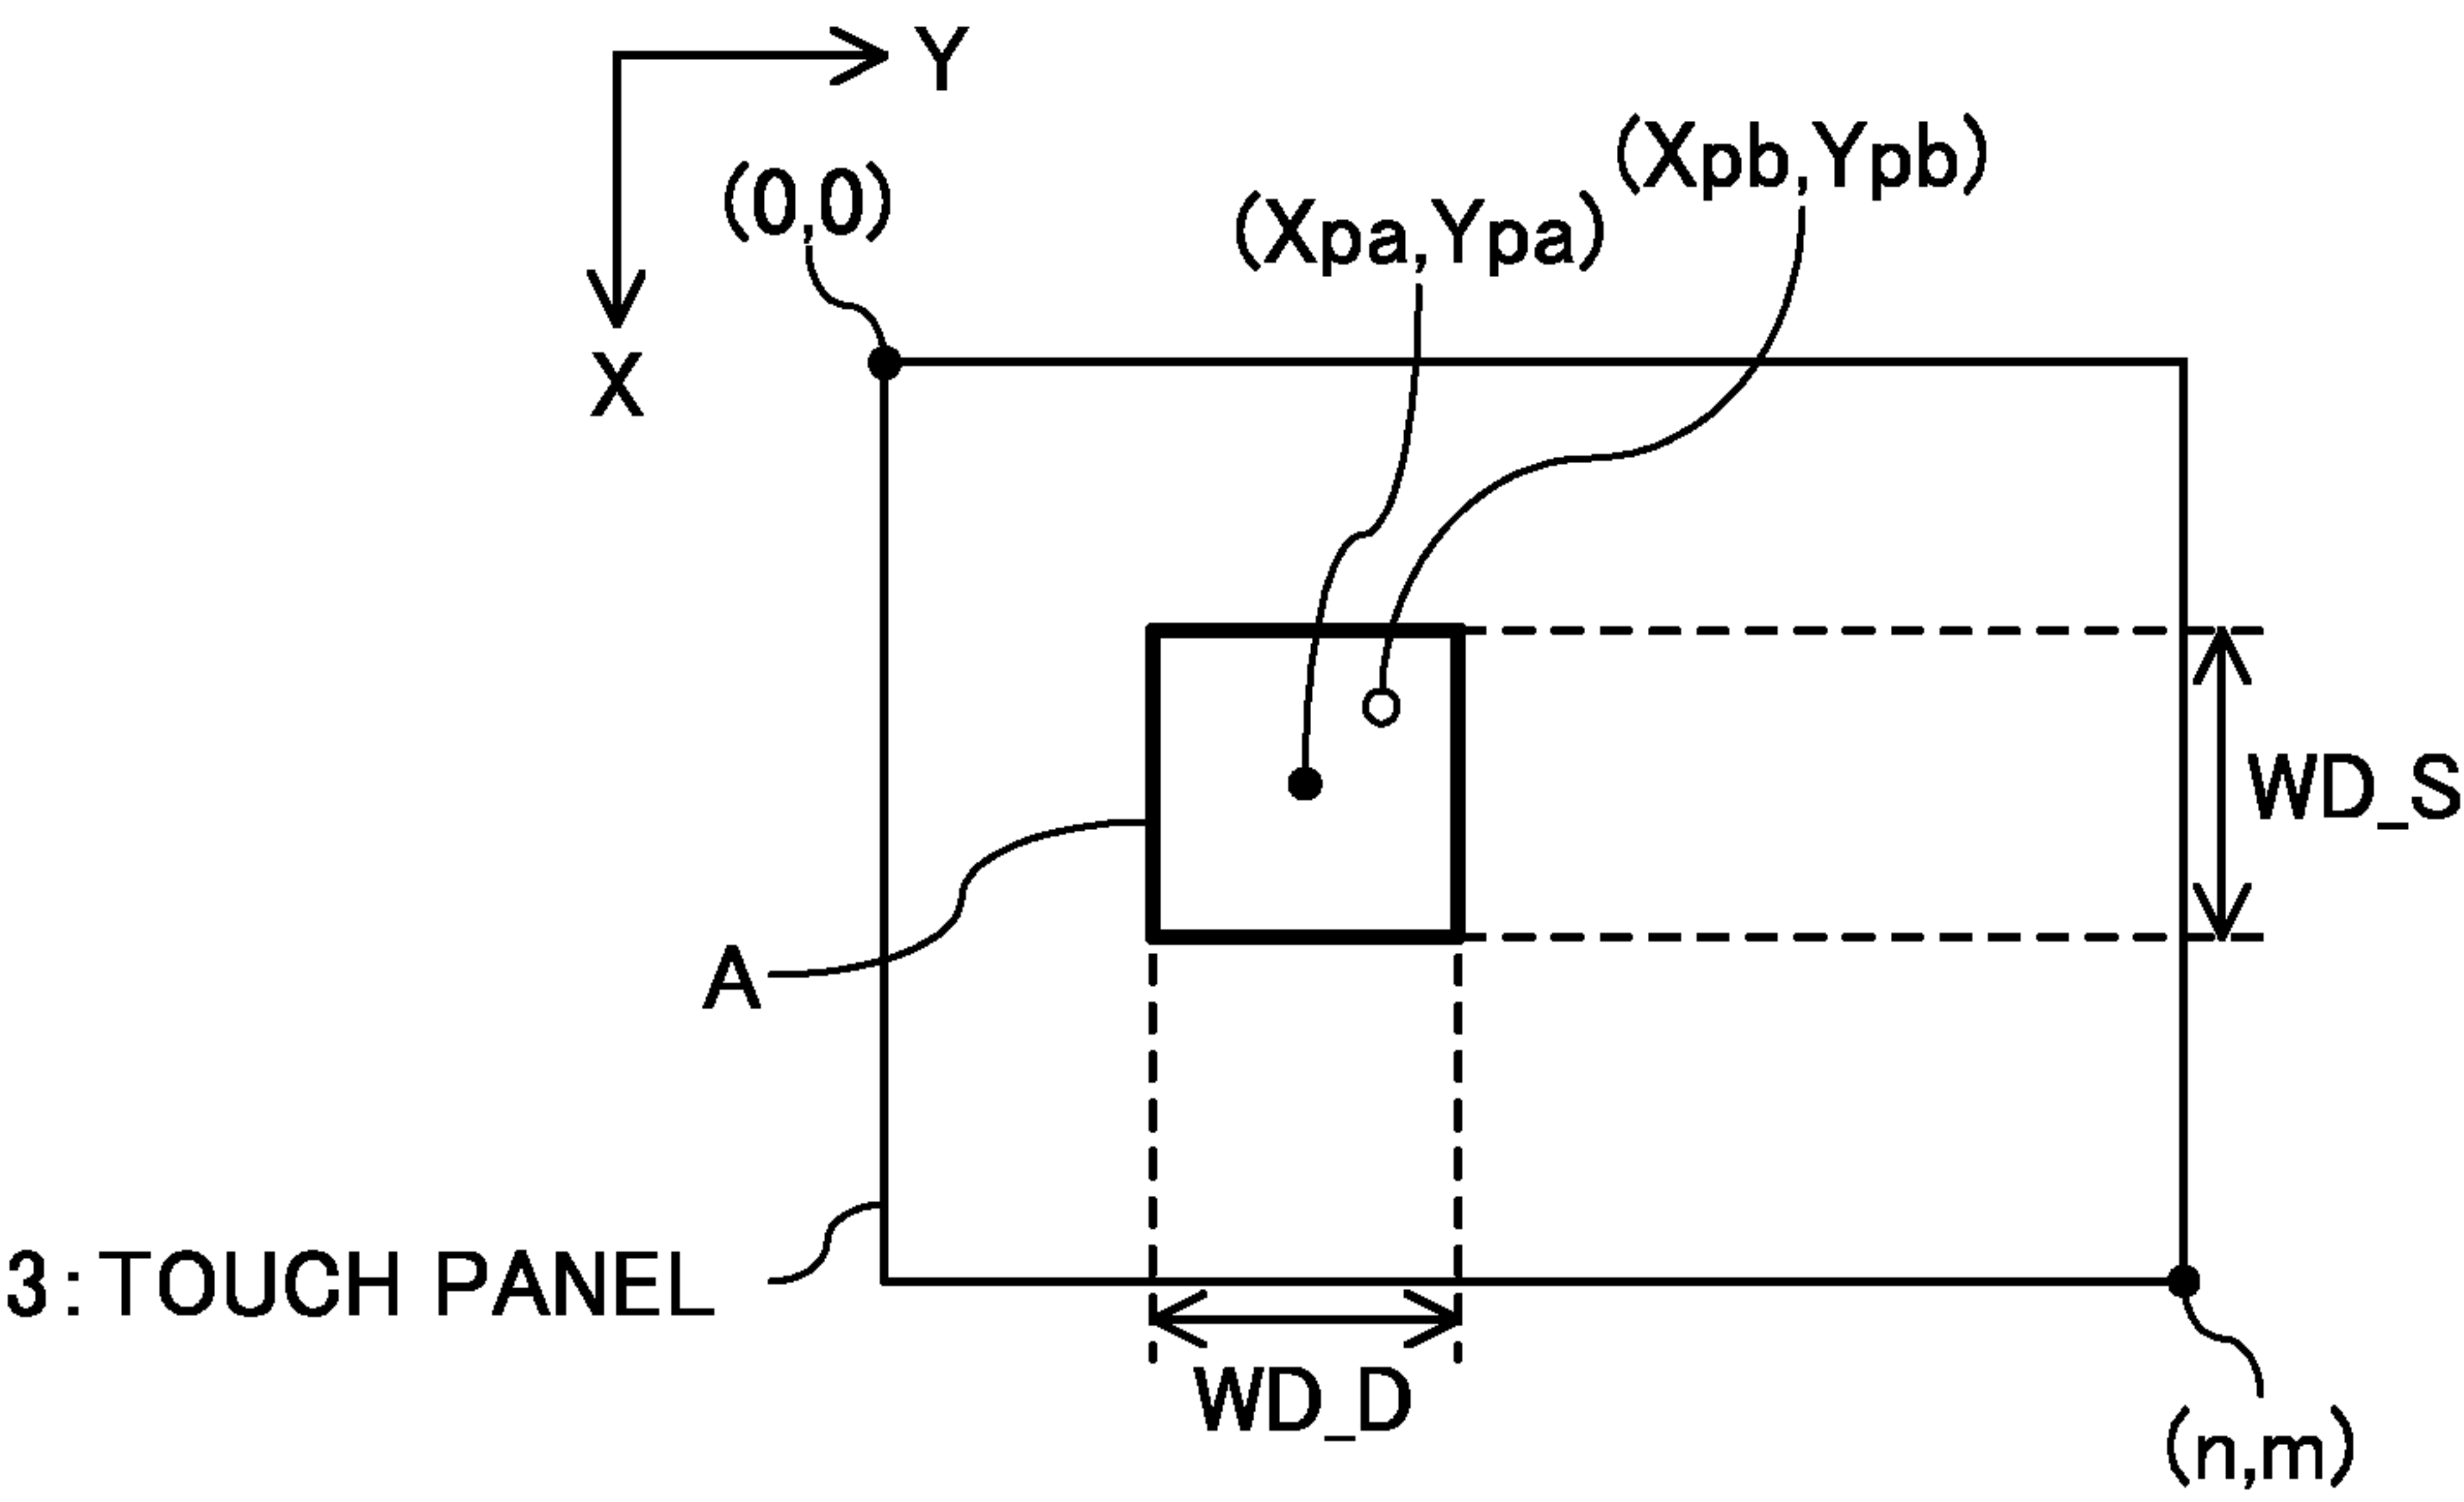 Y
(Xpb,Ypb)
(0,0)
(Xpa,Ypa)
X
WD_S
A
3:TOUCH PANEL
WD_D
(n,m)